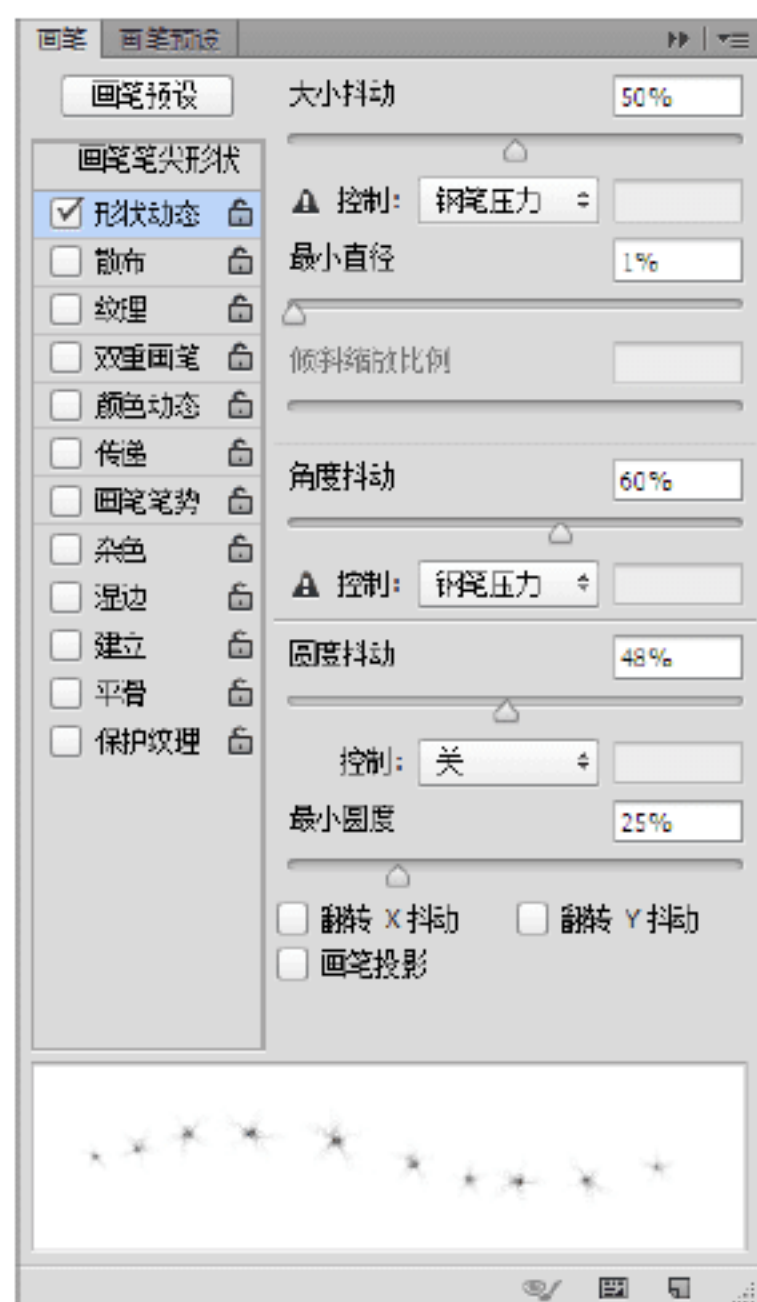 画笔 画笔预设
画笔预设
画笔笔尖形状
形状动态
散布
纹理
双重画笔
颜色动态
传递
画笔笔势
杂色
湿边
建立
平滑
保护纹理
大小抖动 50%
控制: 钢笔压力
最小直径 1%
倾斜缩放比例
角度抖动 60%
控制: 钢笔压力
圆度抖动 48%
控制: 关
最小圆度 25%
翻转 X 抖动 翻转 Y 抖动
画笔投影